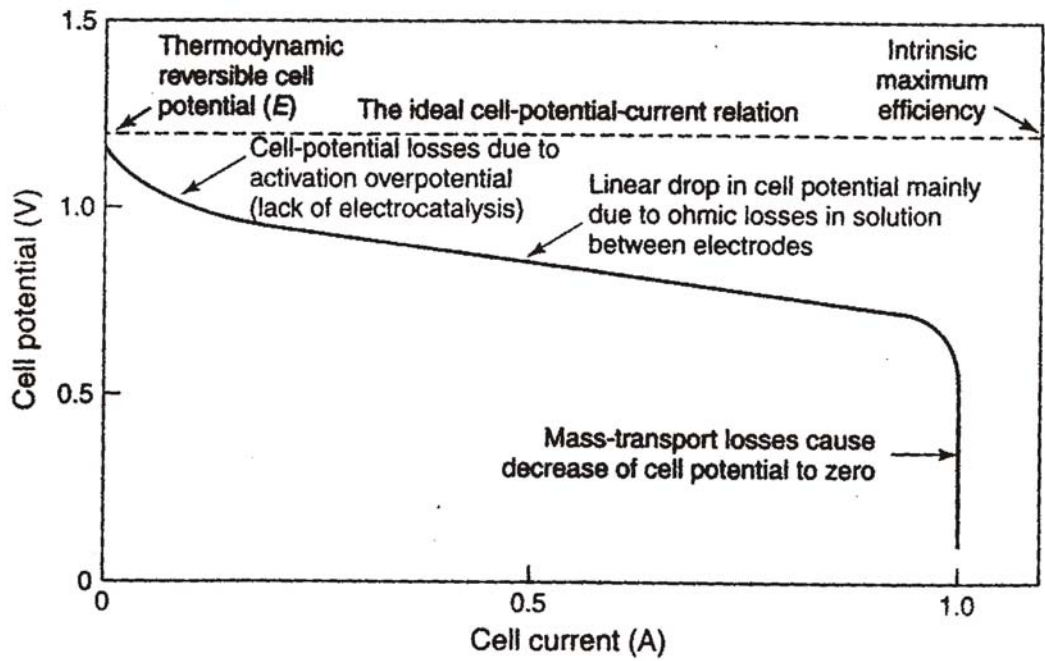 1.5
Thermodynamic
reversible cell
potential (E)
Intrinsic
maximum
efficiency
The ideal cell-potential-current relation
Cell-potential losses due to
activation overpotential
(lack of electrocatalysis)
Linear drop in cell potential mainly
due to ohmic losses in solution
between electrodes
1.0
Cell potential (V)
0.5
Mass-transport losses cause
decrease of cell potential to zero
0
0
0.5
1.0
Cell current (A)